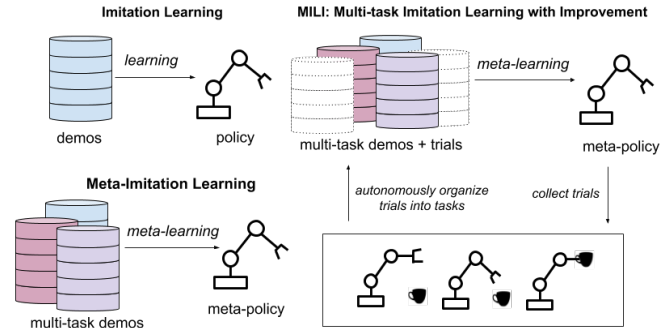 Imitation Learning
learning
demos
policy
Meta-Imitation Learning
meta-learning
multi-task demos
meta-policy
MILI: Multi-task Imitation Learning with Improvement
meta-learning
multi-task demos + trials
meta-policy
autonomously organize
trials into tasks
collect trials